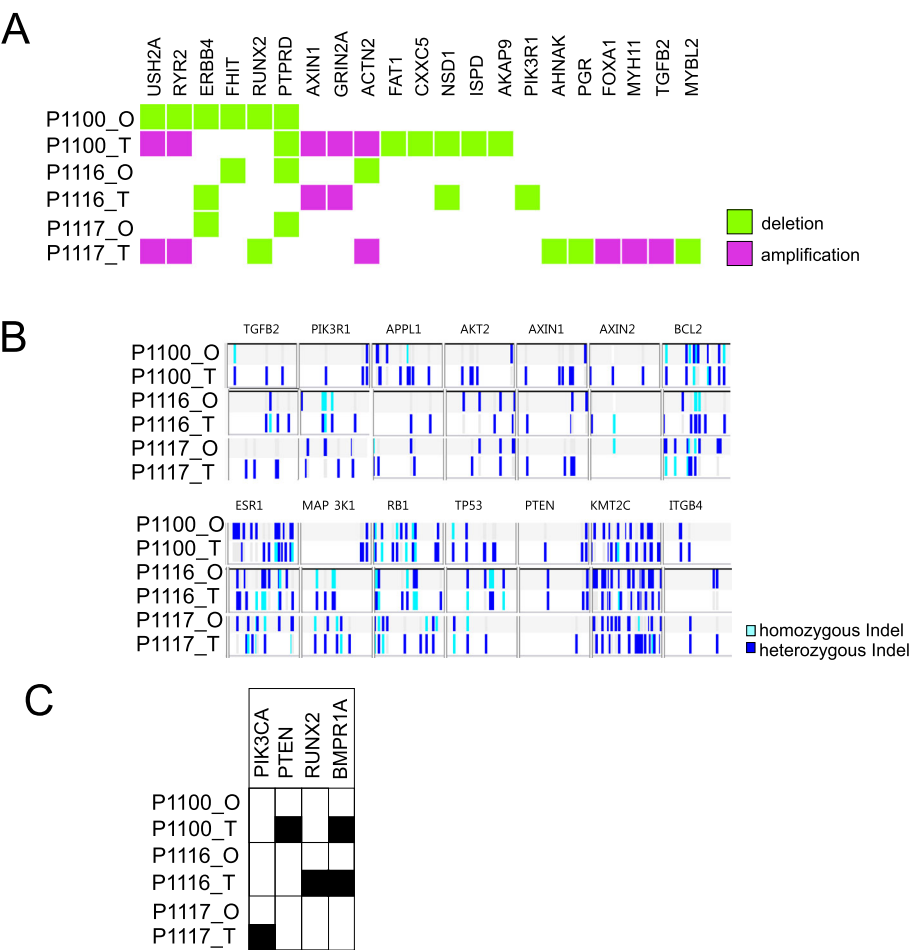 A
USH2A RYR2 ERBB4 FHIT RUNX2 PTPRD AXIN1 GRIN2A ACTN2 FAT1 CXXC5 NSD1 ISPD AKAP9 PIK3R1 AHNAK PGR FOXA1 MYH11 TGFB2 MYBL2
P1100_O
P1100_T
P1116_O
P1116_T
P1117_O
P1117_T
deletion
amplification
B
TGFB2 PIK3R1 APPL1 AKT2 AXIN1 AXIN2 BCL2
P1100_O
P1100_T
P1116_O
P1116_T
P1117_O
P1117_T
ESR1 MAP 3K1 RB1 TP53 PTEN KMT2C ITGB4
P1100_O
P1100_T
P1116_O
P1116_T
P1117_O
P1117_T
homozygous Indel
heterozygous Indel
C
PIK3CA PTEN RUNX2 BMPR1A
P1100_O
P1100_T
P1116_O
P1116_T
P1117_O
P1117_T